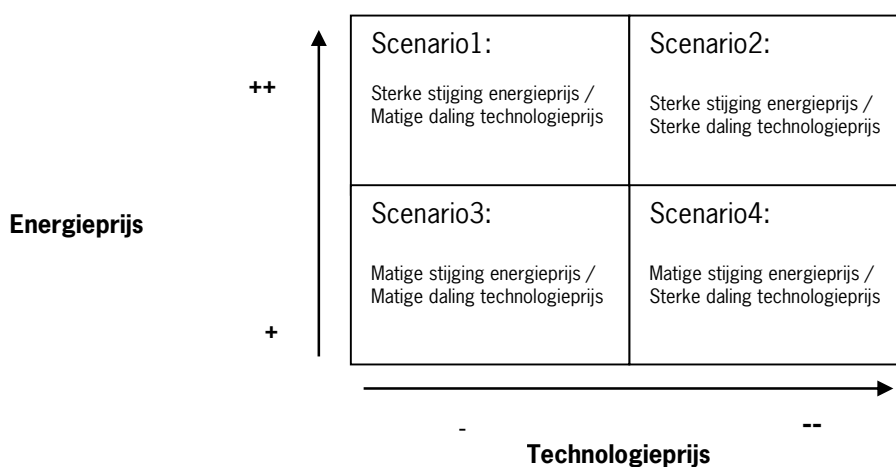 Scenario1:
Sterke stijging energieprijs /
Matige daling technologieprijs
Scenario2:
Sterke stijging energieprijs /
Sterke daling technologieprijs
++
Energieprijs
Scenario3:
Matige stijging energieprijs /
Matige daling technologieprijs
Scenario4:
Matige stijging energieprijs /
Sterke daling technologieprijs
+
-
--
Technologieprijs